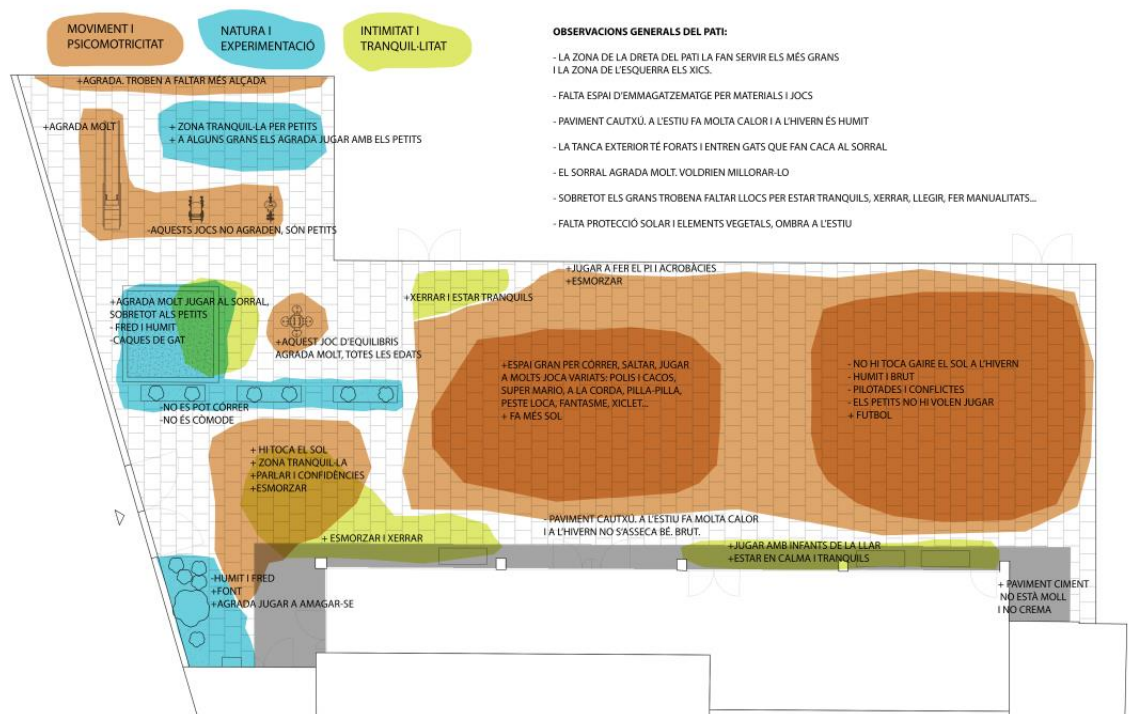 MOVIMENT I
PSICOMOTRICITAT
NATURA I
EXPERIMENTACIÓ
INTIMITAT I
TRANQUIL·LITAT
OBSERVACIONS GENERALS DEL PATI:
- LA ZONA DE LA DRETA DEL PATI LA FAN SERVIR ELS MÉS GRANS
I LA ZONA DE L'ESQUERRA ELS XICS.
- FALTA ESPAI D'EMMAGATZEMATGE PER MATERIALS I JOCS
- PAVIMENT CAUTXÚ. A L'ESTIU FA MOLTA CALOR I A L'HIVERN ÉS HUMIT
- LA TANCA EXTERIOR TÉ FORATS I ENTREN GATS QUE FAN CACA AL SORRAL
- EL SORRAL AGRADA MOLT. VOLDRIEN MILLORAR-LO
- SOBRETOT ELS GRANS TROBENA FALTAR LLOCS PER ESTAR TRANQUILS, XERRAR, LLEGIR, FER MANUALITATS...
- FALTA PROTECCIÓ SOLAR I ELEMENTS VEGETALS, OMBRA A L'ESTIU
+AGRADA. TROBEN A FALTAR MÉS ALÇADA
+AGRADA MOLT
+ ZONA TRANQUIL·LA PER PETITS
+ A ALGUNS GRANS ELS AGRADA JUGAR AMB ELS PETITS
-AQUESTS JOCS NO AGRADEN, SÓN PETITS
+AGRADA MOLT JUGAR AL SORRAL,
SOBRETOT ALS PETITS
- FRED I HUMIT
-CAQUES DE GAT
+AQUEST JOC D'EQUILIBRIS
AGRADA MOLT, TOTES LES EDATS
+XERRAR I ESTAR TRANQUILS
+JUGAR A FER EL PI I ACROBÀCIES
+ESMORZAR
+ESPAI GRAN PER CÓRRER, SALTAR, JUGAR
A MOLTS JOCA VARIATS: POLIS I CACOS,
SUPER MARIO, A LA CORDA, PILLA-PILLA,
PESTE LOCA, FANTASME, XICLET...
+ FA MÉS SOL
- NO HI TOCA GAIRE EL SOL A L'HIVERN
- HUMIT I BRUT
- PILOTADES I CONFLICTES
- ELS PETITS NO HI VOLEN JUGAR
+ FUTBOL
-NO ES POT CÓRRER
-NO ÉS CÒMODE
+ HI TOCA EL SOL
+ ZONA TRANQUIL·LA
+PARLAR I CONFIDÈNCIES
+ESMORZAR
+ ESMORZAR I XERRAR
- PAVIMENT CAUTXÚ. A L'ESTIU FA MOLTA CALOR
I A L'HIVERN NO S'ASSECA BÉ. BRUT.
+JUGAR AMB INFANTS DE LA LLAR
+ESTAR EN CALMA I TRANQUILS
-HUMIT I FRED
+FONT
+AGRADA JUGAR A AMAGAR-SE
+ PAVIMENT CIMENT
NO ESTÀ MOLL
I NO CREMA